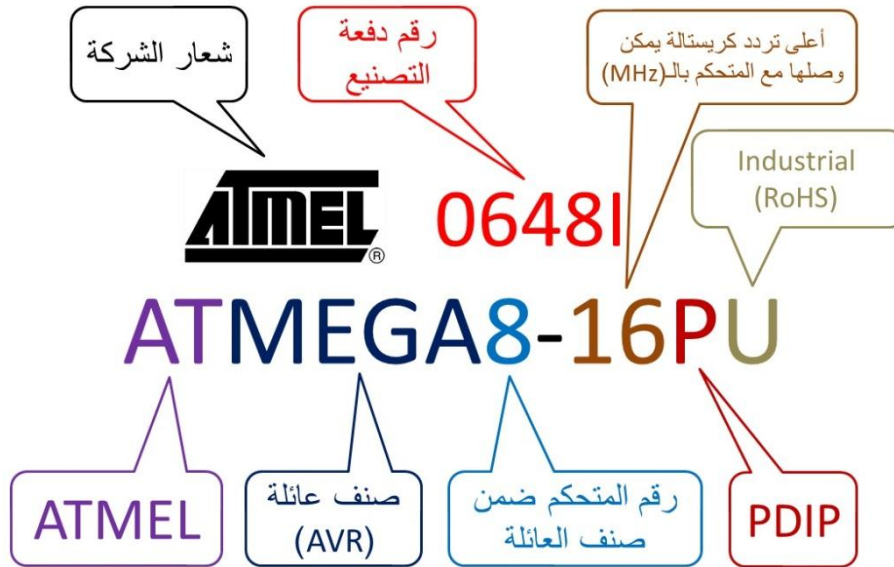 شعار الشركة
رقم دفعة
التصنيع
أعلى تردد كريستالة يمكن
وصلها مع المتحكم بالـ(MHz)
Industrial
(RoHS)
ATMEL
®
0648I
ATMEGA8-16PU
ATMEL
صنف عائلة
(AVR)
رقم المتحكم ضمن
صنف العائلة
PDIP